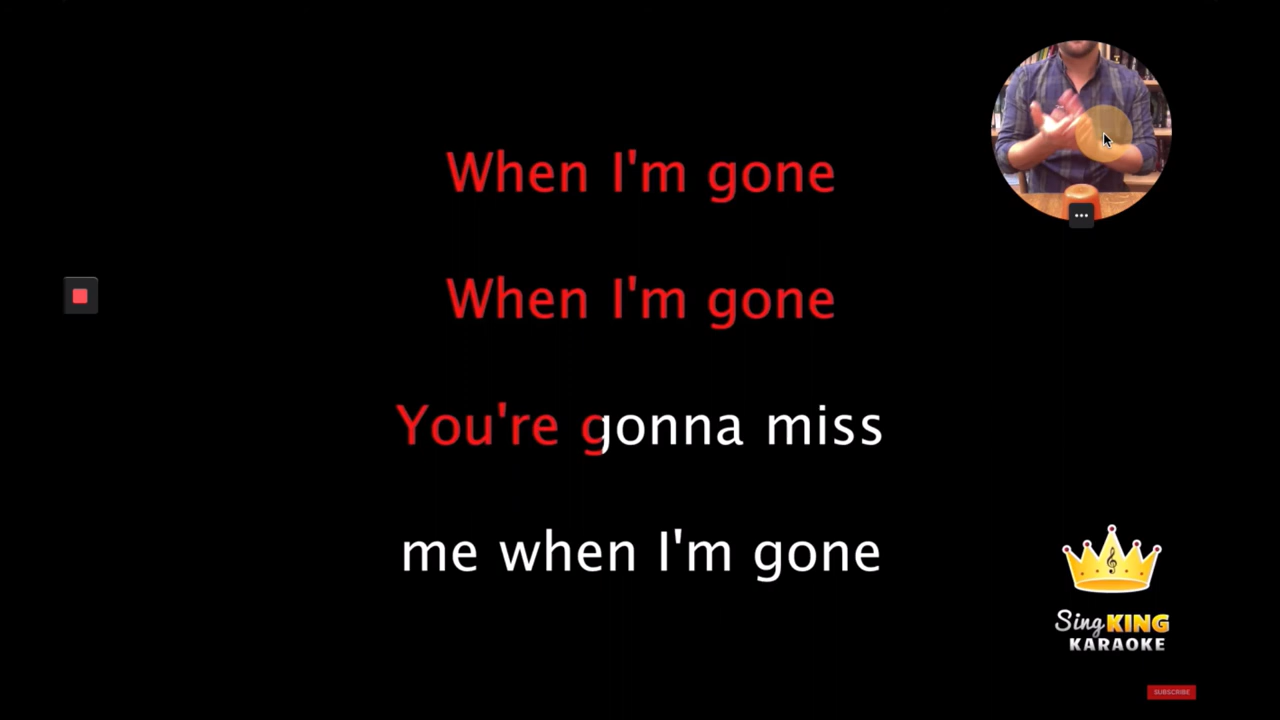 When I'm gone
When I'm gone
You're gonna miss
me when I'm gone
Sing KING
KARAOKE
SUBSCRIBE